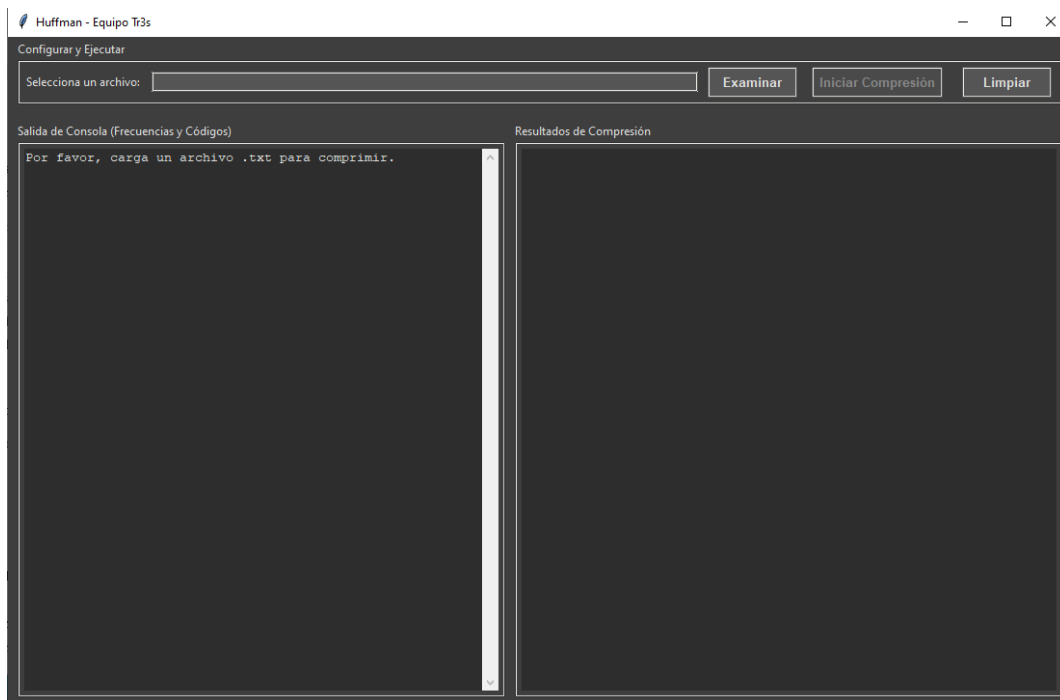 Huffman - Equipo Tr3s
Configurar y Ejecutar
Selecciona un archivo: Examinar Iniciar Compresión Limpiar
Salida de Consola (Frecuencias y Códigos) Resultados de Compresión
Por favor, carga un archivo .txt para comprimir.